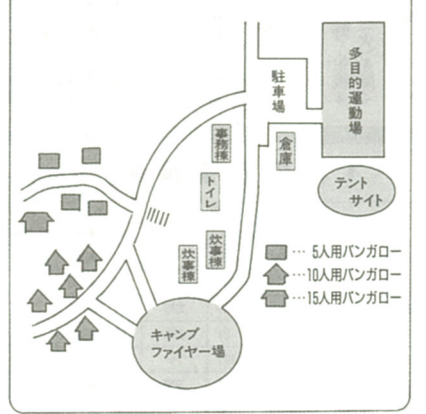 多目的運動場
駐車場
事務棟
倉庫
トイレ
テント
サイト
炊事棟
炊事棟
…5人用バンガロー
…10人用バンガロー
…15人用バンガロー
キャンプ
ファイヤー場